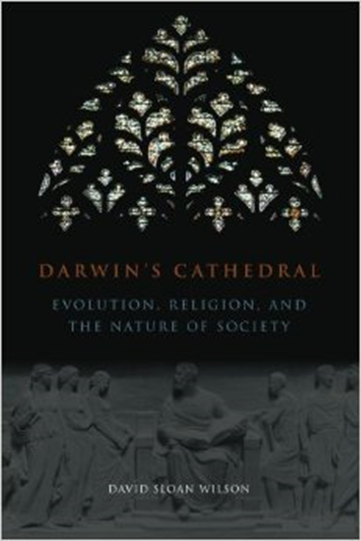 DARWIN'S CATHEDRAL
EVOLUTION, RELIGION, AND
THE NATURE OF SOCIETY
DAVID SLOAN WILSON